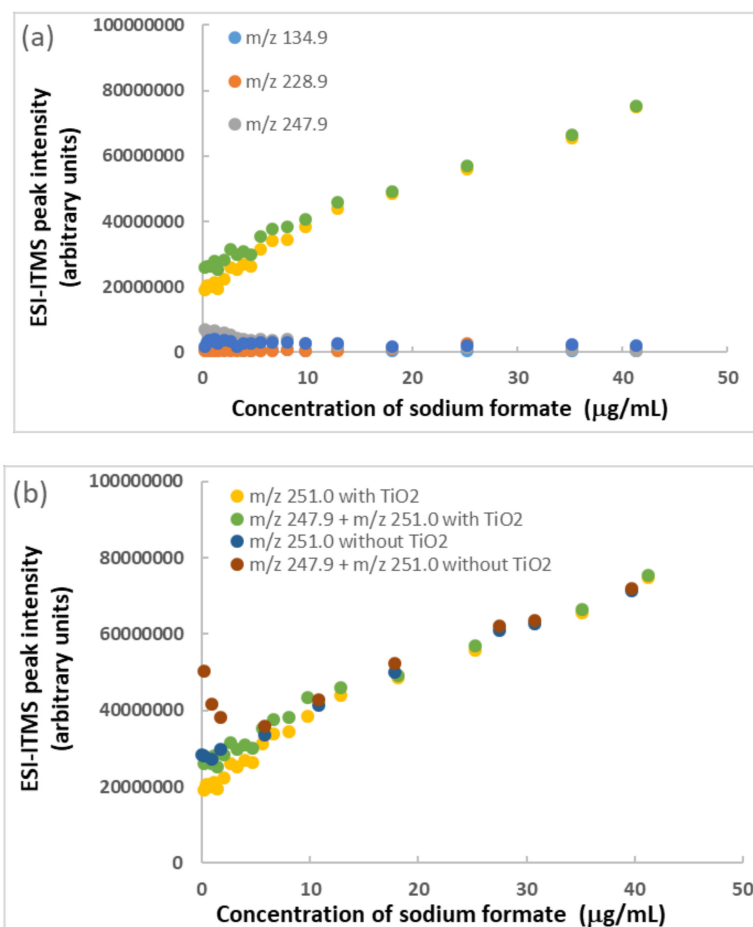 (a)
100000000
80000000
60000000
40000000
20000000
0
ESI-ITMS peak intensity
(arbitrary units)
m/z 134.9
m/z 228.9
m/z 247.9
0 10 20 30 40 50
Concentration of sodium formate (µg/mL)
(b)
100000000
80000000
60000000
40000000
20000000
0
ESI-ITMS peak intensity
(arbitrary units)
m/z 251.0 with TiO2
m/z 247.9 + m/z 251.0 with TiO2
m/z 251.0 without TiO2
m/z 247.9 + m/z 251.0 without TiO2
0 10 20 30 40 50
Concentration of sodium formate (µg/mL)